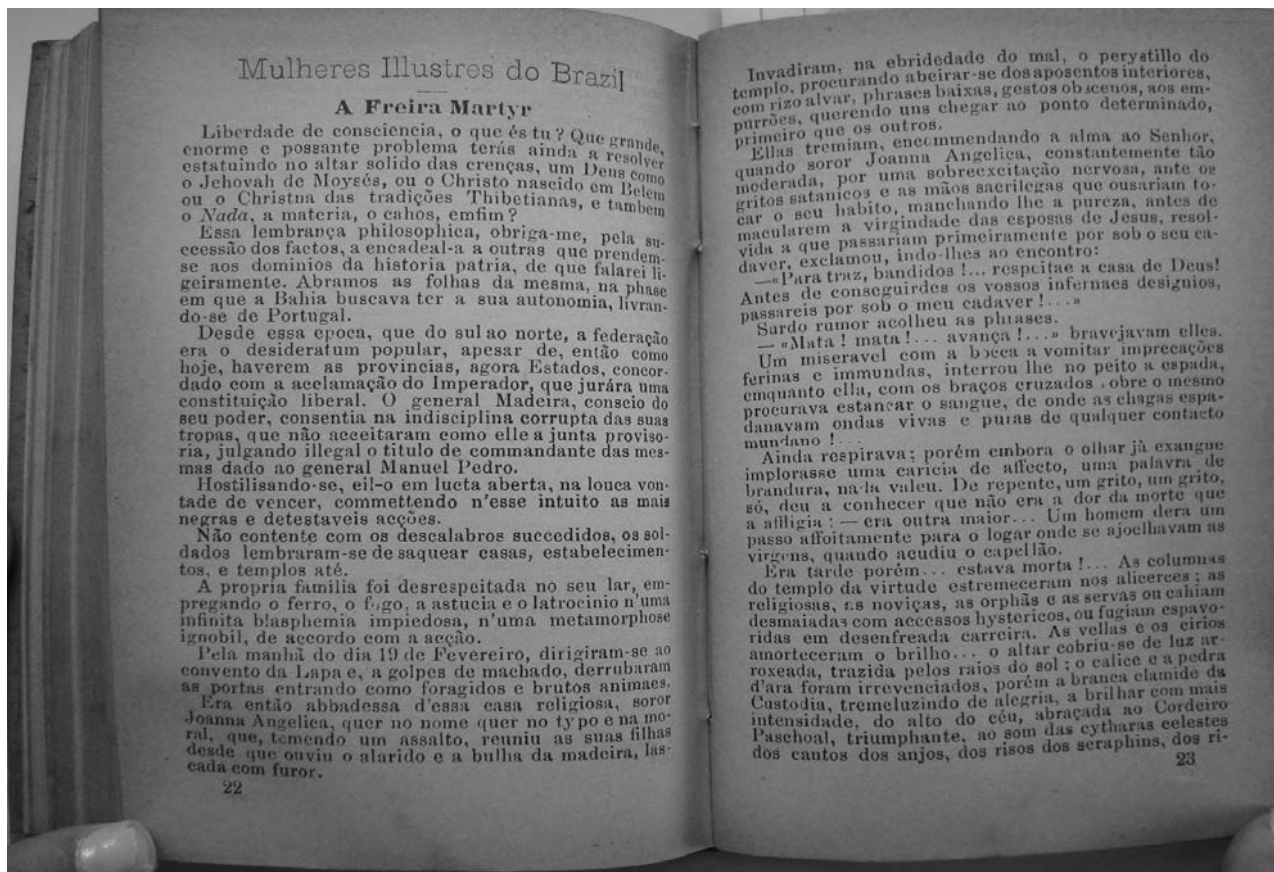 Mulheres Illustres do Brazil
A Freira Martyr
Liberdade de consciencia, o que és tu? Que grande,
enorme e possante problema terás ainda a resolver
estatuindo no altar solido das crenças, um Deus como
o Jehovah de Moysés, ou o Christo nascido em Belem
ou o Christna das tradições Thibetianas, e tambem
o Nada, a materia, o cahos, emfim?
Essa lembrança philosophica, obriga-me, pela su-
ccessão dos factos, a encadeal-a a outras que prendem-
se aos dominios da historia patria, de que falarei li-
geiramente. Abramos as folhas da mesma, na phase
em que a Bahia buscava ter a sua autonomia, livran-
do-se de Portugal.
Desde essa epoca, que do sul ao norte, a federação
era o desideratum popular, apesar de, então como
hoje, haverem as provincias, agora Estados, concor-
dado com a acclamação do Imperador, que jurára uma
constituição liberal. O general Madeira, conscio do
seu poder, consentia na indisciplina corrupta das suas
tropas, que não acceitaram como elle a junta proviso-
ria, julgando illegal o titulo de commandante das mes-
mas dado ao general Manuel Pedro.
Hostilisando-se, eil-o em lucta aberta, na louca von-
tade de vencer, commettendo n'esse intuito as mais
negras e detestaveis acções.
Não contente com os descalabros succedidos, os sol-
dados lembraram-se de saquear casas, estabelecimen-
tos, e templos até.
A propria familia foi desrespeitada no seu lar, em-
pregando o ferro, o fogo, a astucia e o latrocinio n'uma
infinita blasphemia impiedosa, n'uma metamorphose
ignobil, de accordo com a acção.
Pela manhã do dia 19 de Fevereiro, dirigiram-se ao
convento da Lapa e, a golpes de machado, derrubaram
as portas entrando como foragidos e brutos animaes.
Era então abbadessa d'essa casa religiosa, soror
Joanna Angelica, quer no nome quer no typo e na mo-
ral, que, temendo um assalto, reuniu as suas filhas
desde que ouviu o alarido e a bulha da madeira, las-
cada com furor.
22
Invadiram, na ebridedade do mal, o perystillo do
templo, procurando abeirar-se dos aposentos interiores,
com rizo alvar, phrases baixas, gestos obscenos, aos em-
purrões, querendo uns chegar ao ponto determinado,
primeiro que os outros.
Ellas tremiam, encommendando a alma ao Senhor,
quando soror Joanna Angelica, constantemente tão
moderada, por uma sobreexcitação nervosa, ante os
gritos satanicos e as mãos sacrilegas que ousariam to-
car o seu habito, manchando lhe a pureza, antes de
macularem a virgindade das esposas de Jesus, resol-
vida a que passariam primeiramente por sob o seu ca-
daver, exclamou, indo-lhes ao encontro:
—«Para traz, bandidos!... respeitae a casa de Deus!
Antes de conseguirdes os vossos infernaes designios,
passareis por sob o meu cadaver!...»
Surdo rumor acolheu as phrases.
— «Mata! mata!... avança!...» bravejavam elles.
Um miseravel com a bocca a vomitar imprecações
ferinas e immundas, interrou lhe no peito a espada,
emquanto ella, com os braços cruzados sobre o mesmo
procurava estancar o sangue, de onde as chagas espa-
danavam ondas vivas e puras de qualquer contacto
mundano!...
Ainda respirava; porém embora o olhar já exangue
implorasse uma caricia de affecto, uma palavra de
brandura, nada valeu. De repente, um grito, um grito,
só, deu a conhecer que não era a dor da morte que
a affligia: — era outra maior... Um homem dera um
passo affoitamente para o logar onde se ajoelhavam as
virgens, quando acudiu o capellão.
Era tarde porém... estava morta!... As columnas
do templo da virtude estremeceram nos alicerces; as
religiosas, as noviças, as orphãs e as servas ou cahiam
desmaiadas com accessos hystericos, ou fugiam espavo-
ridas em desenfreada carreira. As vellas e os cirios
amorteceram o brilho... o altar cobriu-se de luz ar-
roxeada, trazida pelos raios do sol; o calice e a pedra
d'ara foram irrevenciados, porém a branca clamide da
Custodia, tremeluzindo de alegria, a brilhar com mais
intensidade, do alto do céu, abraçada ao Cordeiro
Paschoal, triumphante, ao som das cytharas celestes
dos cantos dos anjos, dos risos dos seraphins, dos ri-
23